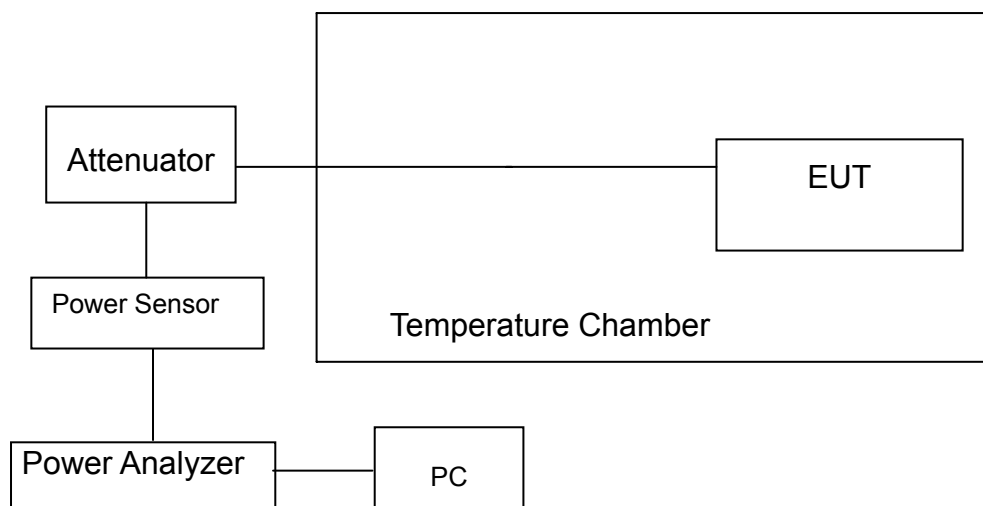 Attenuator
EUT
Power Sensor
Temperature Chamber
Power Analyzer
PC